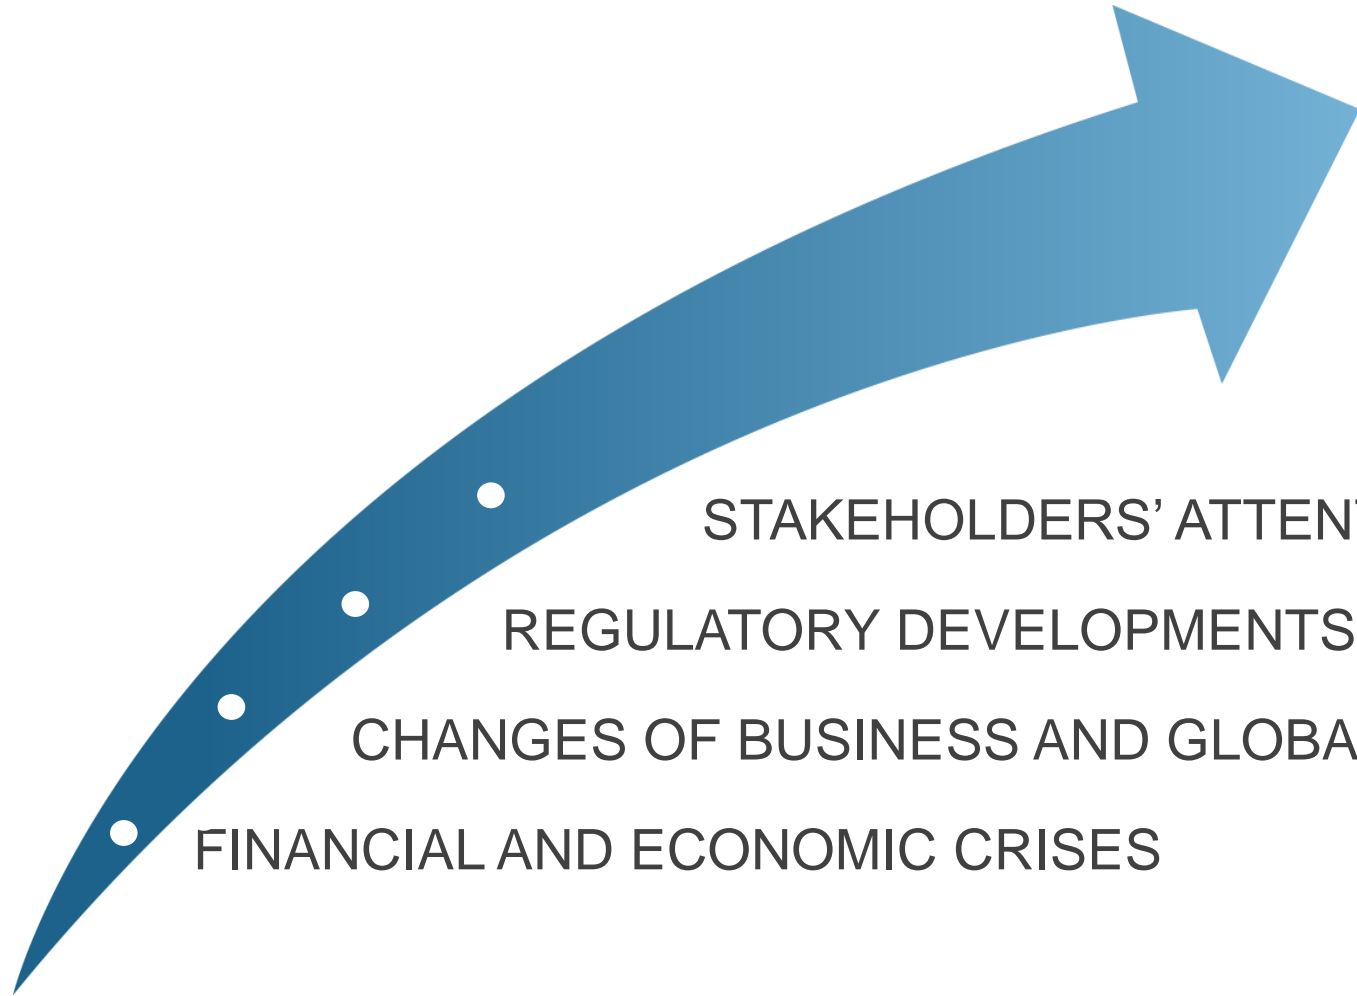 STAKEHOLDERS’ ATTEN
REGULATORY DEVELOPMENTS
CHANGES OF BUSINESS AND GLOBA
FINANCIAL AND ECONOMIC CRISES